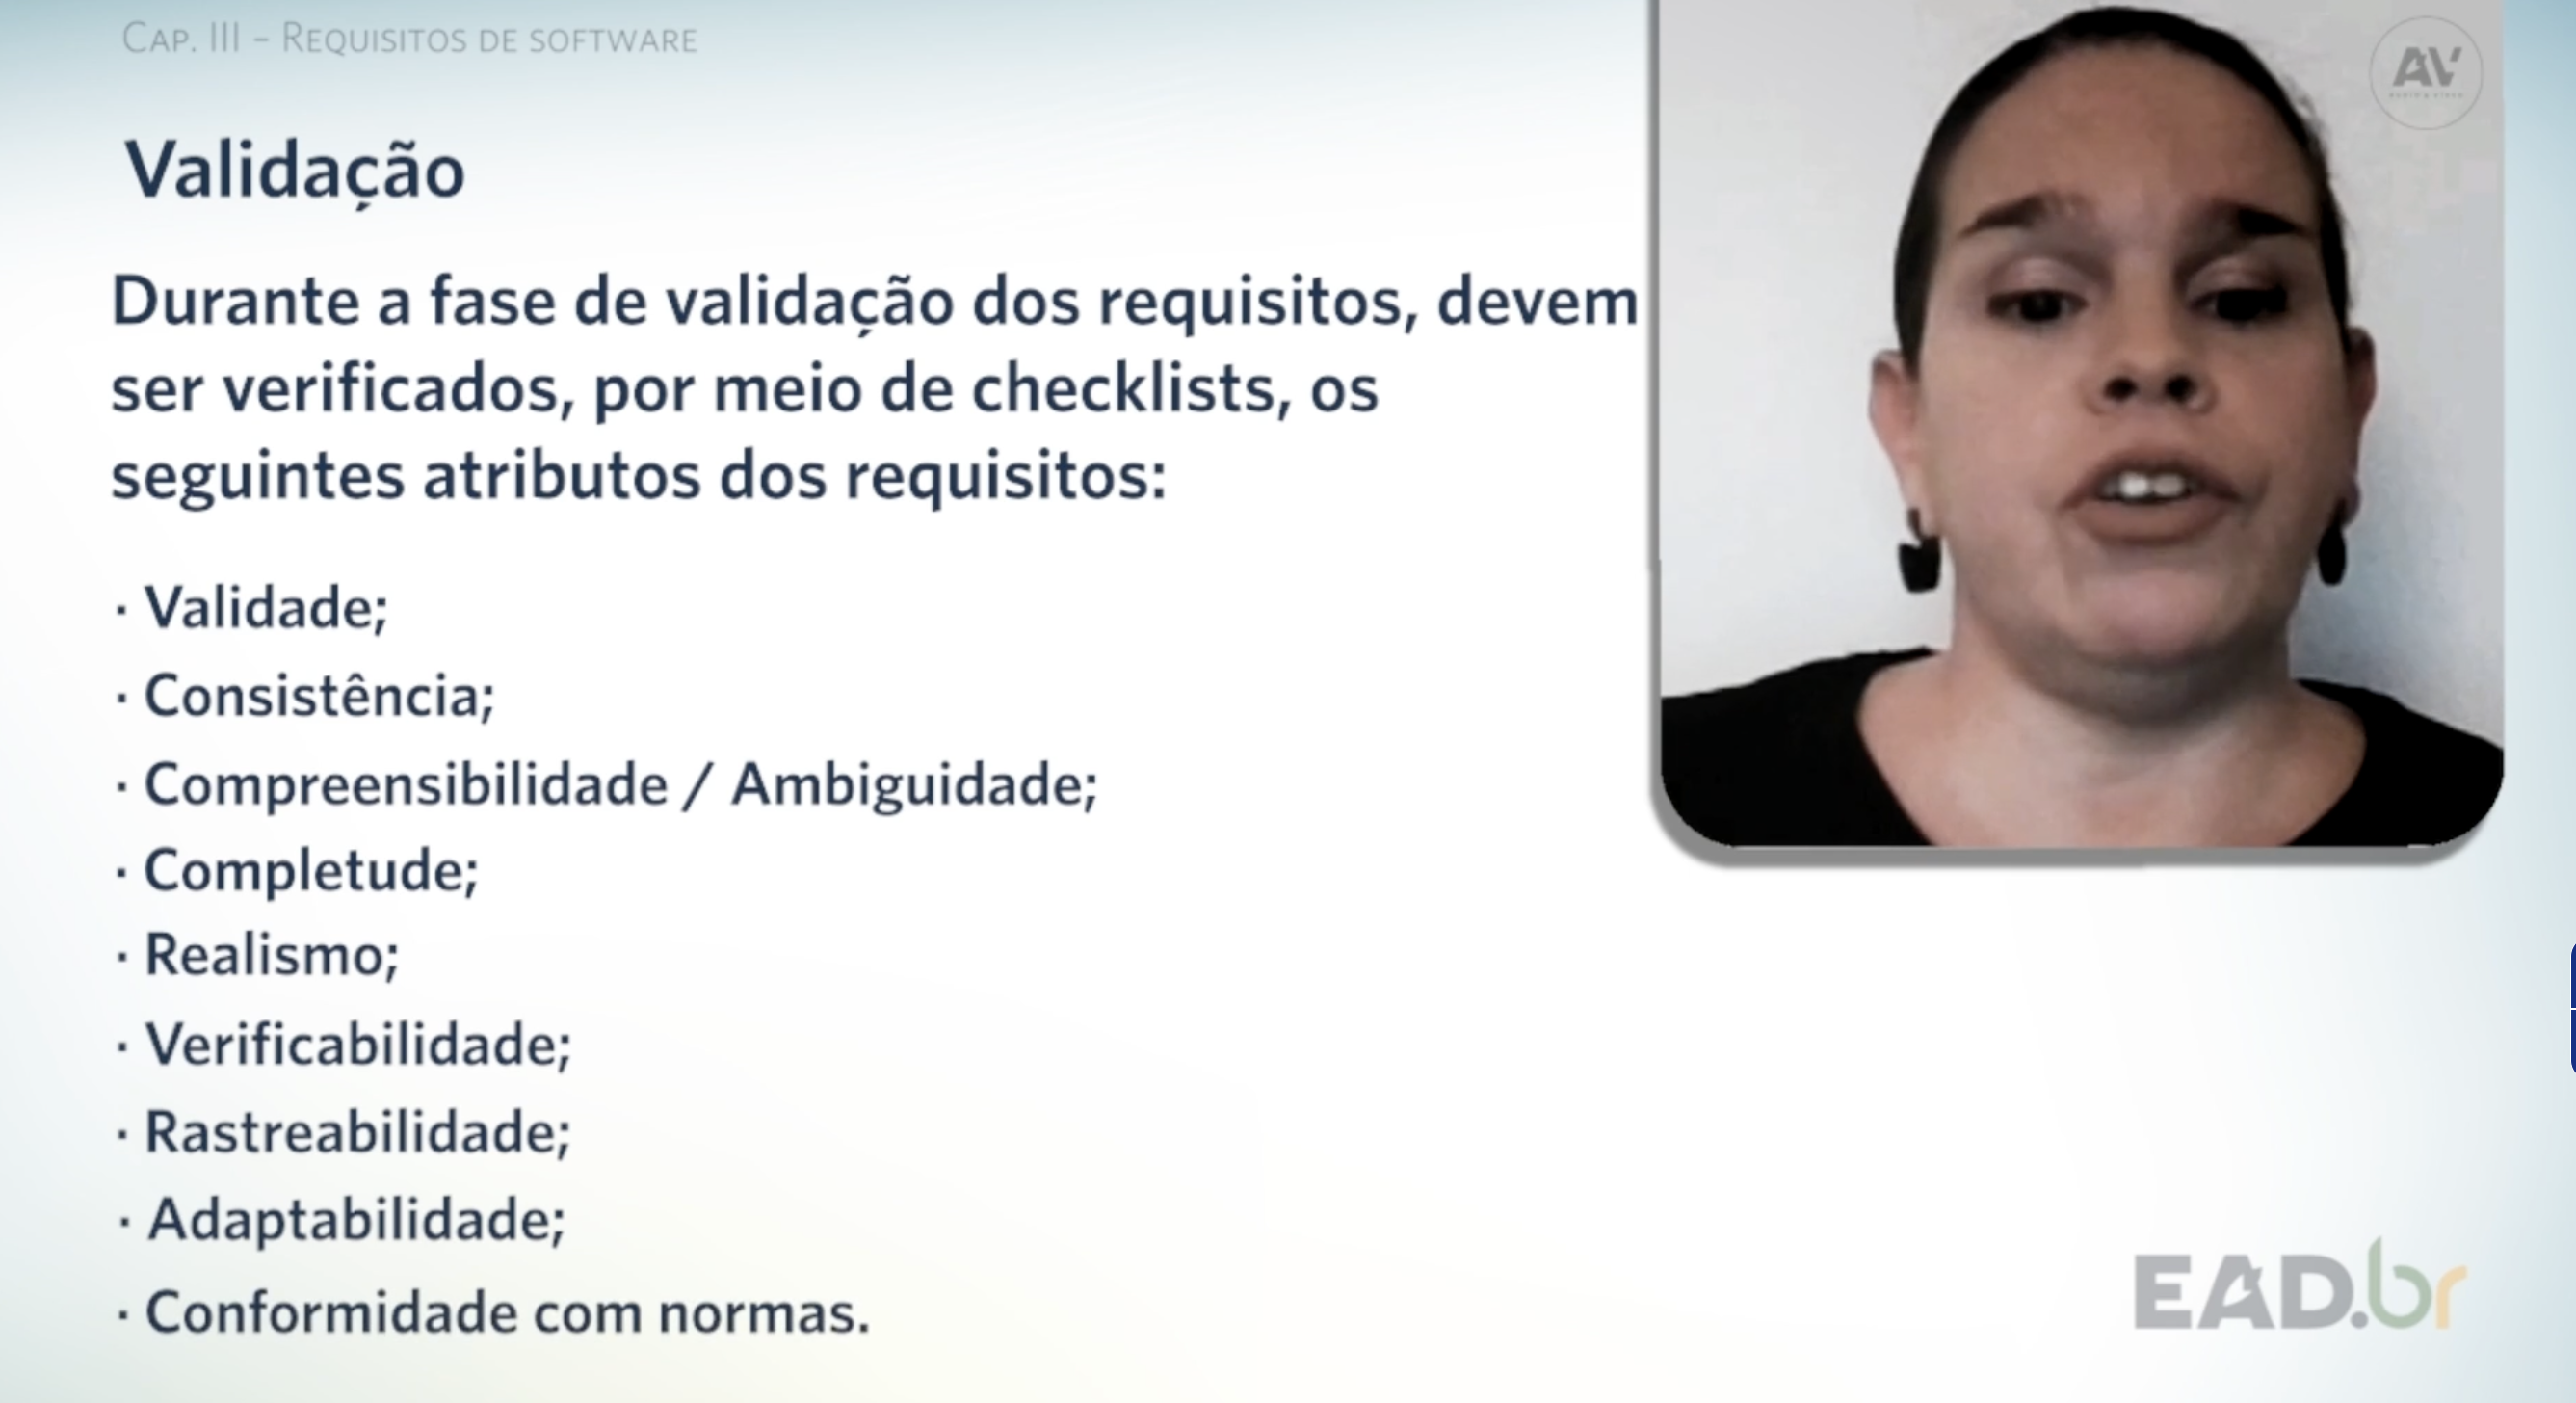 CAP. III – REQUISITOS DE SOFTWARE
Validação
Durante a fase de validação dos requisitos, devem
ser verificados, por meio de checklists, os
seguintes atributos dos requisitos:
· Validade;
· Consistência;
· Compreensibilidade / Ambiguidade;
· Completude;
· Realismo;
· Verificabilidade;
· Rastreabilidade;
· Adaptabilidade;
· Conformidade com normas.
AV
EAD.br